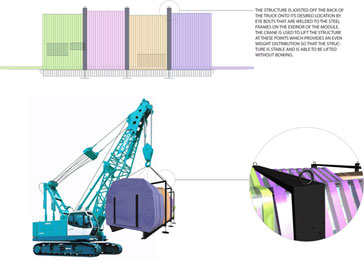 THE STRUCTURE IS JOISTED OFF THE BACK OF
THE TRUCK ONTO ITS DESIRED LOCATION BY
EYE BOLTS THAT ARE WELDED TO THE STEEL
FRAMES ON THE EXERIOR OF THE MODULE.
THE CRANE IS USED TO LIFT THE STRUCTURE
AT THESE POINTS WHICH PROVIDES AN EVEN
WEIGHT DISTRIBUTION SO THAT THE STRUC-
TURE IS STABLE AND IS ABLE TO BE LIFTED
WITHOUT BOWING.